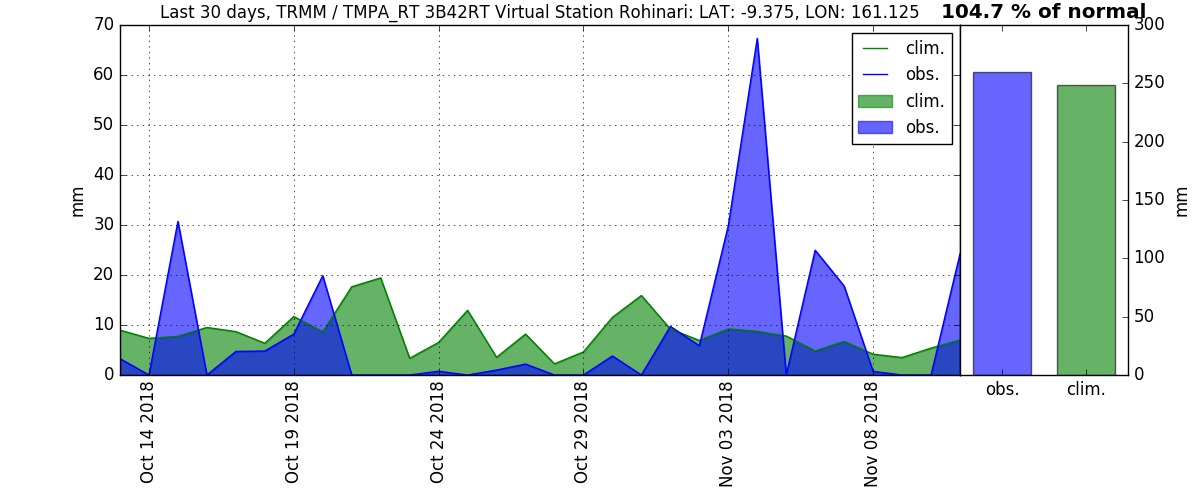 Last 30 days, TRMM / TMPA_RT 3B42RT Virtual Station Rohinari: LAT: -9.375, LON: 161.125
104.7 % of normal
70
60
50
40
30
20
10
0
mm
clim.
obs.
clim.
obs.
Oct 14 2018
Oct 19 2018
Oct 24 2018
Oct 29 2018
Nov 03 2018
Nov 08 2018
300
250
200
150
100
50
0
mm
obs. clim.